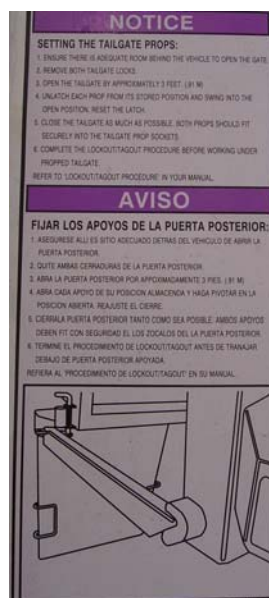 NOTICE
SETTING THE TAILGATE PROPS:
1. ENSURE THERE IS ADEQUATE ROOM BEHIND THE VEHICLE TO OPEN THE GATE.
2. REMOVE BOTH TAILGATE LOCKS.
3. OPEN THE TAILGATE BY APPROXIMATELY 3 FEET. (.91 M)
4. UNLATCH EACH PROP FROM ITS STORED POSITION AND SWING INTO THE
OPEN POSITION. RESET THE LATCH.
5. CLOSE THE TAILGATE AS MUCH AS POSSIBLE. BOTH PROPS SHOULD FIT
SECURELY INTO THE TAILGATE PROP SOCKETS.
6. COMPLETE THE LOCKOUT/TAGOUT PROCEDURE BEFORE WORKING UNDER
PROPPED TAILGATE.
REFER TO 'LOCKOUT/TAGOUT PROCEDURE' IN YOUR MANUAL.
AVISO
FIJAR LOS APOYOS DE LA PUERTA POSTERIOR:
1. ASEGURESE ALLI ES SITIO ADECUADO DETRAS DEL VEHICULO DE ABRIR LA
PUERTA POSTERIOR.
2. QUITE AMBAS CERRADURAS DE LA PUERTA POSTERIOR.
3. ABRA LA PUERTA POSTERIOR POR APPOXIMADAMENTE 3 PIES. (.91 M)
4. ABRA CADA APOYO DE SU POSICION ALMACENDA Y HAGA PIVOTAR EN LA
POSICION ABIERTA. REAJUSTE EL CIERRE.
5. CIERRALA PUERTA POSTERIOR TANTO COMO SEA POSIBLE. AMBOS APOYOS
DEBEN FIT CON SEGURIDAD EL LOS ZOCALOS DEL LA PUERTA POSTERIOR.
6. TERMINE EL PROCEDIMIENTO DE LOCKOUT/TAGOUT ANTES DE TRANAJAR
DEBAJO DE PUERTA POSTERIOR APOYADA.
REFIERA AL 'PROCEDIMIENTO DE LOCKOUT/TAGOUT' EN SU MANUAL.